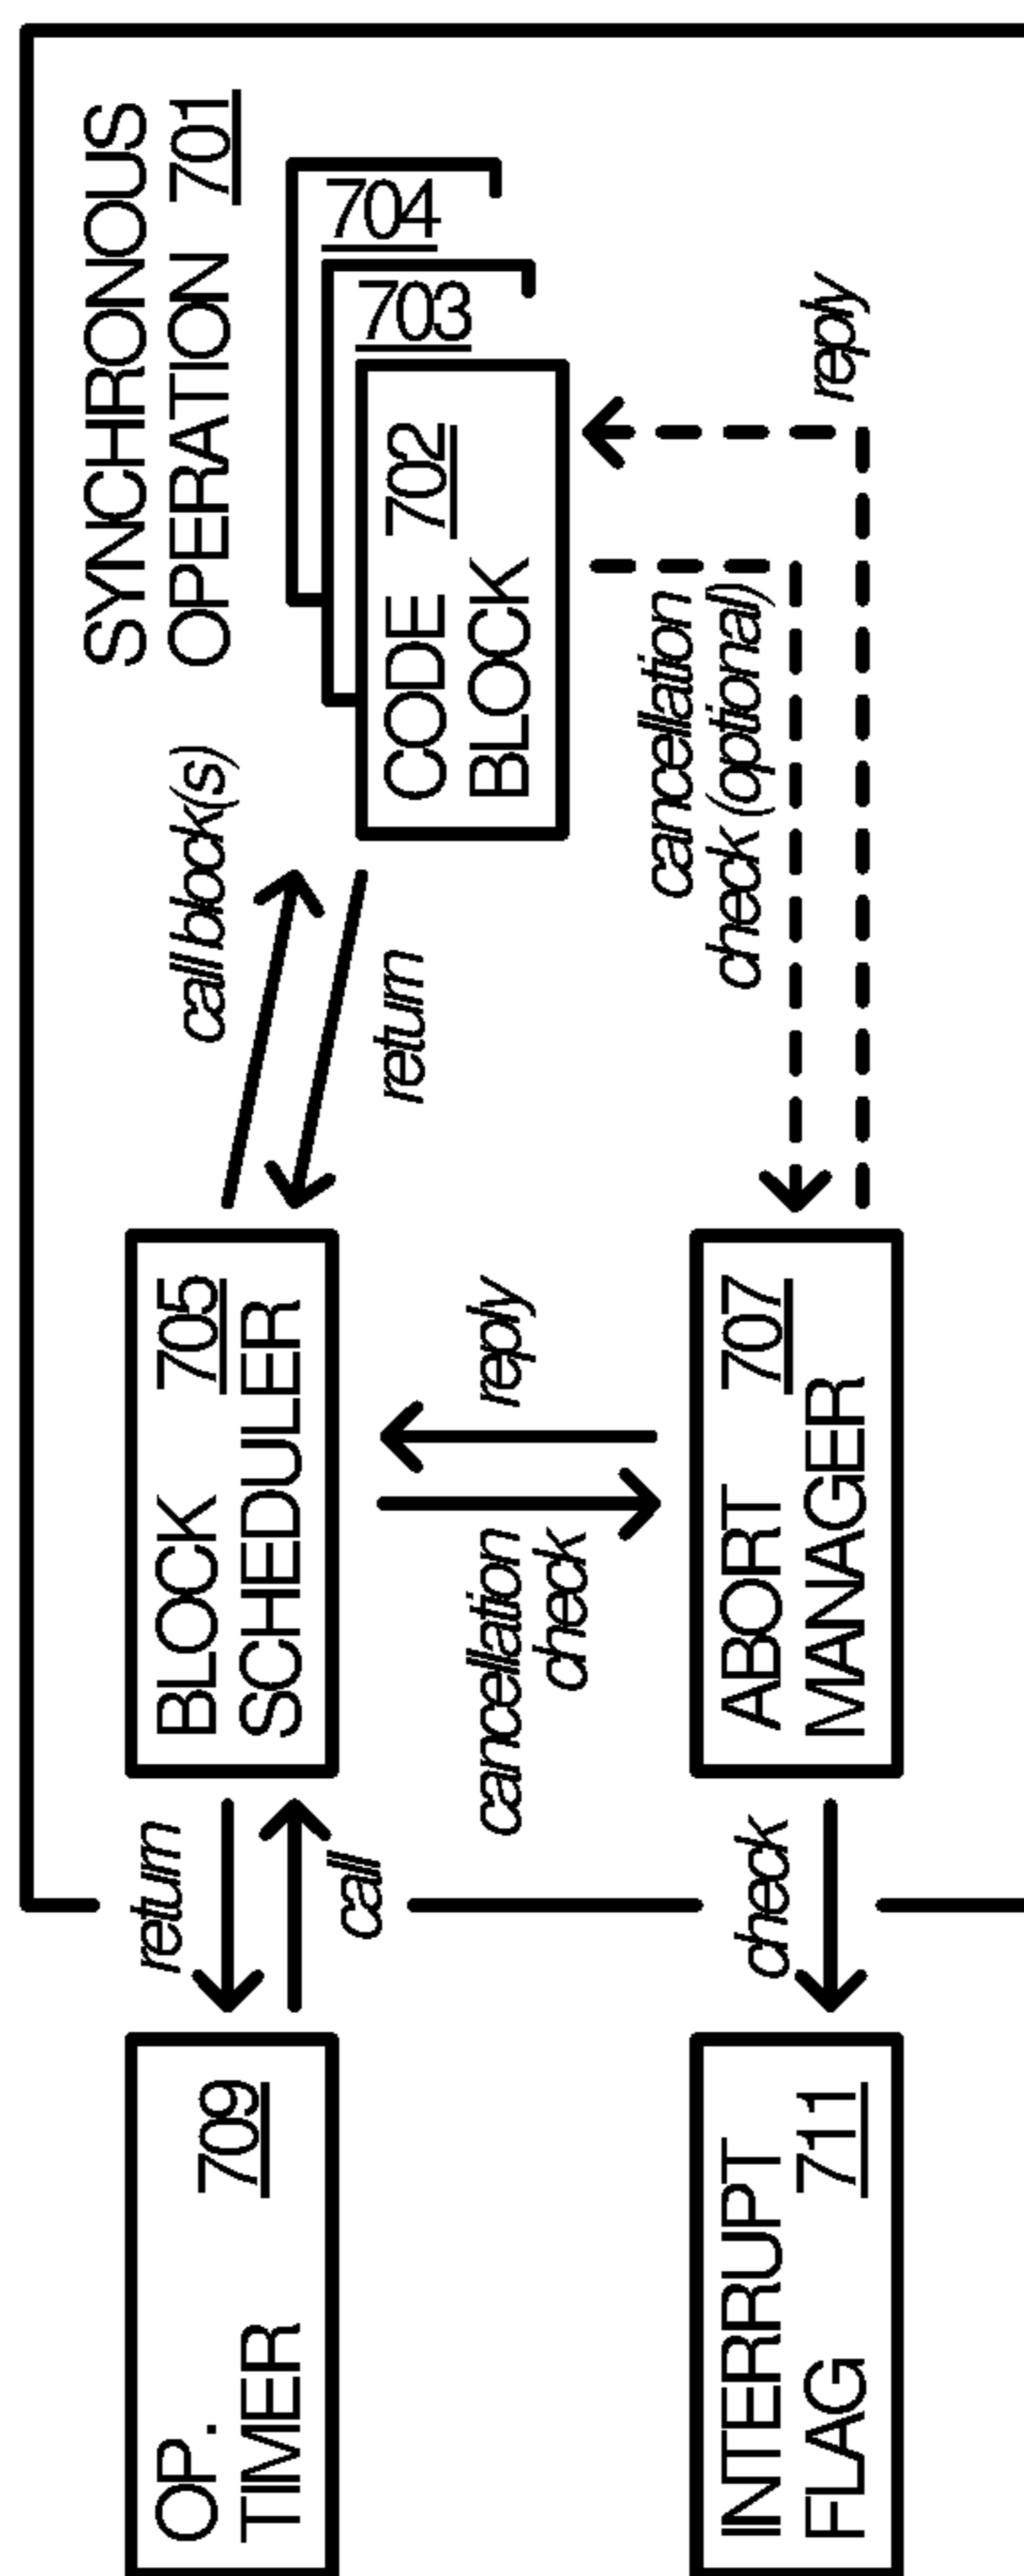 SYNCHRONOUS
OPERATION 701
704
703
CODE 702
BLOCK
call block(s)
return
BLOCK 705
SCHEDULER
return
call
OP.
709
TIMER
cancellation
check
reply
cancellation
check (optional)
reply
ABORT 707
MANAGER
check
INTERRUPT
FLAG 711